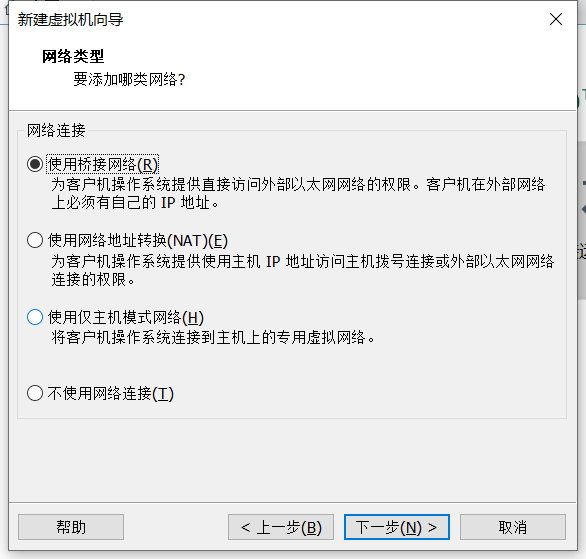 新建虚拟机向导
网络类型
要添加哪类网络?
网络连接
使用桥接网络(R)
为客户机操作系统提供直接访问外部以太网网络的权限。客户机在外部网络
上必须有自己的 IP 地址。
使用网络地址转换(NAT)(E)
为客户机操作系统提供使用主机 IP 地址访问主机拨号连接或外部以太网网络
连接的权限。
使用仅主机模式网络(H)
将客户机操作系统连接到主机上的专用虚拟网络。
不使用网络连接(T)
帮助
< 上一步(B)
下一步(N) >
取消